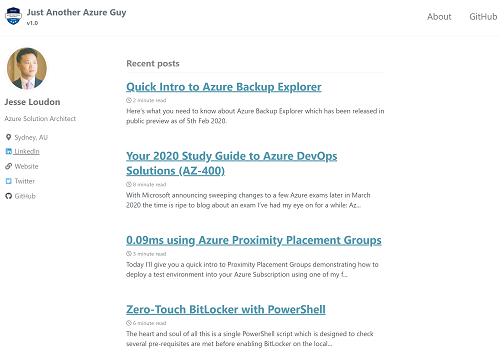 Just Another Azure Guy
v1.0
About GitHub
Jesse Loudon
Azure Solution Architect
Sydney, AU
LinkedIn
Website
Twitter
GitHub
Recent posts
Quick Intro to Azure Backup Explorer
2 minute read
Here's what you need to know about Azure Backup Explorer which has been released in
public preview as of 5th Feb 2020.
Your 2020 Study Guide to Azure DevOps
Solutions (AZ-400)
8 minute read
With Microsoft announcing sweeping changes to a few Azure exams later in March
2020 the time is ripe to blog about an exam I've had my eye on for a while: Az...
0.09ms using Azure Proximity Placement Groups
3 minute read
Today I'll give you a quick intro to Proximity Placement Groups demonstrating how to
deploy a test environment into your Azure Subscription using one of my f...
Zero-Touch BitLocker with PowerShell
6 minute read
The heart and soul of all this is a single PowerShell script which is designed to check
several pre-requisites are met before enabling BitLocker on the local...